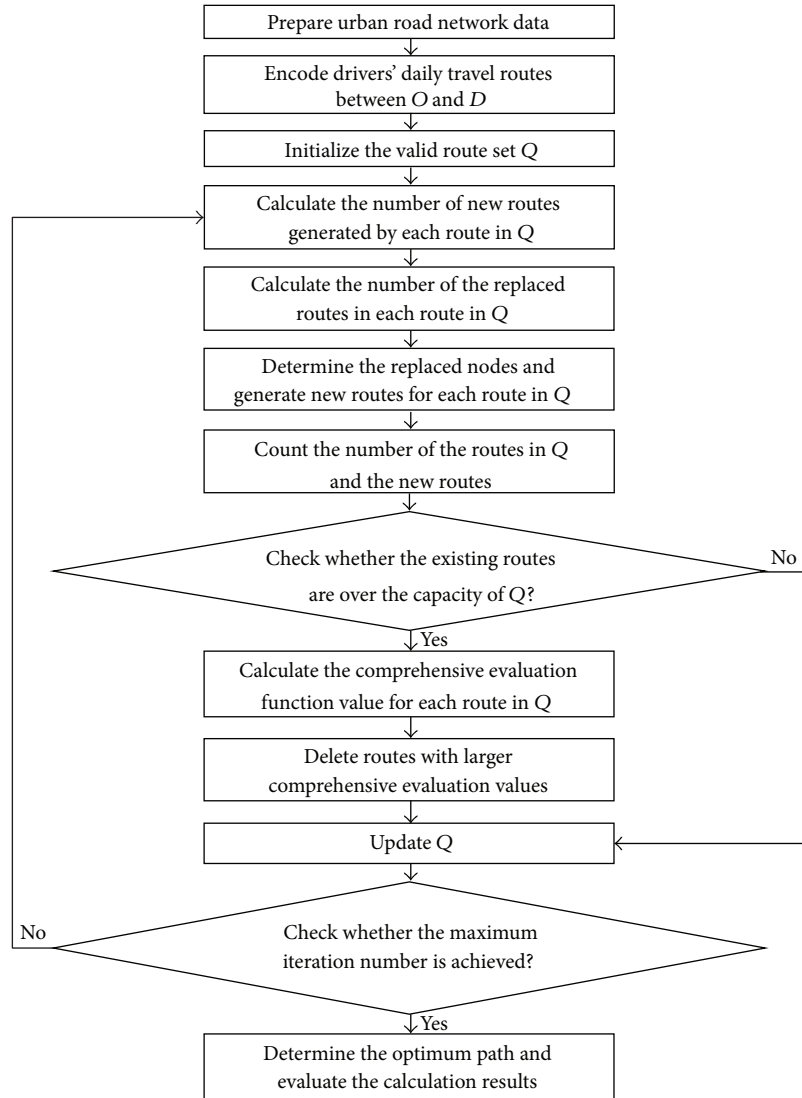 Prepare urban road network data
Encode drivers’ daily travel routes
between O and D
Initialize the valid route set Q
Calculate the number of new routes
generated by each route in Q
Calculate the number of the replaced
routes in each route in Q
Determine the replaced nodes and
generate new routes for each route in Q
Count the number of the routes in Q
and the new routes
Check whether the existing routes
are over the capacity of Q?
No
Yes
Calculate the comprehensive evaluation
function value for each route in Q
Delete routes with larger
comprehensive evaluation values
Update Q
No
Check whether the maximum
iteration number is achieved?
Yes
Determine the optimum path and
evaluate the calculation results